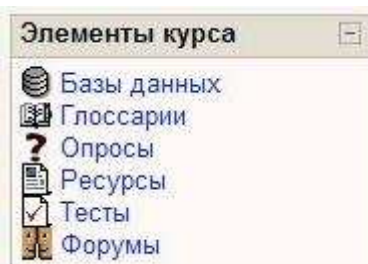 Элементы курса
Базы данных
Глоссарии
Опросы
Ресурсы
Тесты
Форумы